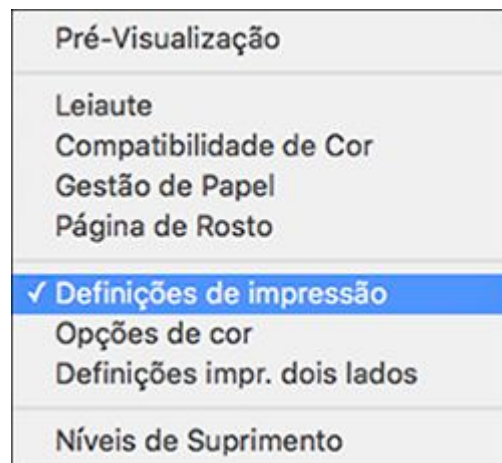 Pré-Visualização
Leiaute
Compatibilidade de Cor
Gestão de Papel
Página de Rosto
✓ Definições de impressão
Opções de cor
Definições impr. dois lados
Níveis de Suprimento